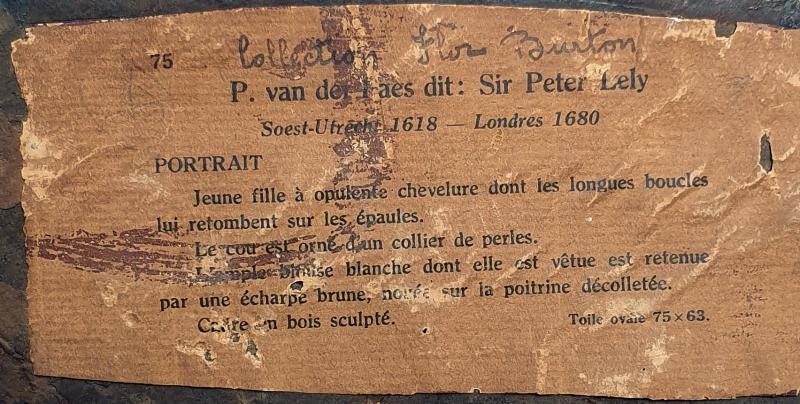 75 Collection Flor Burton
P. van der Faes dit: Sir Peter Lely
Soest-Utrecht 1618 — Londres 1680
PORTRAIT
Jeune fille à opulente chevelure dont les longues boucles
lui retombent sur les épaules.
Le cou est orné d'un collier de perles.
L'ample blouse blanche dont elle est vêtue est retenue
par une écharpe brune, nouée sur la poitrine décolletée.
Cadre en bois sculpté. Toile ovale 75 × 63.